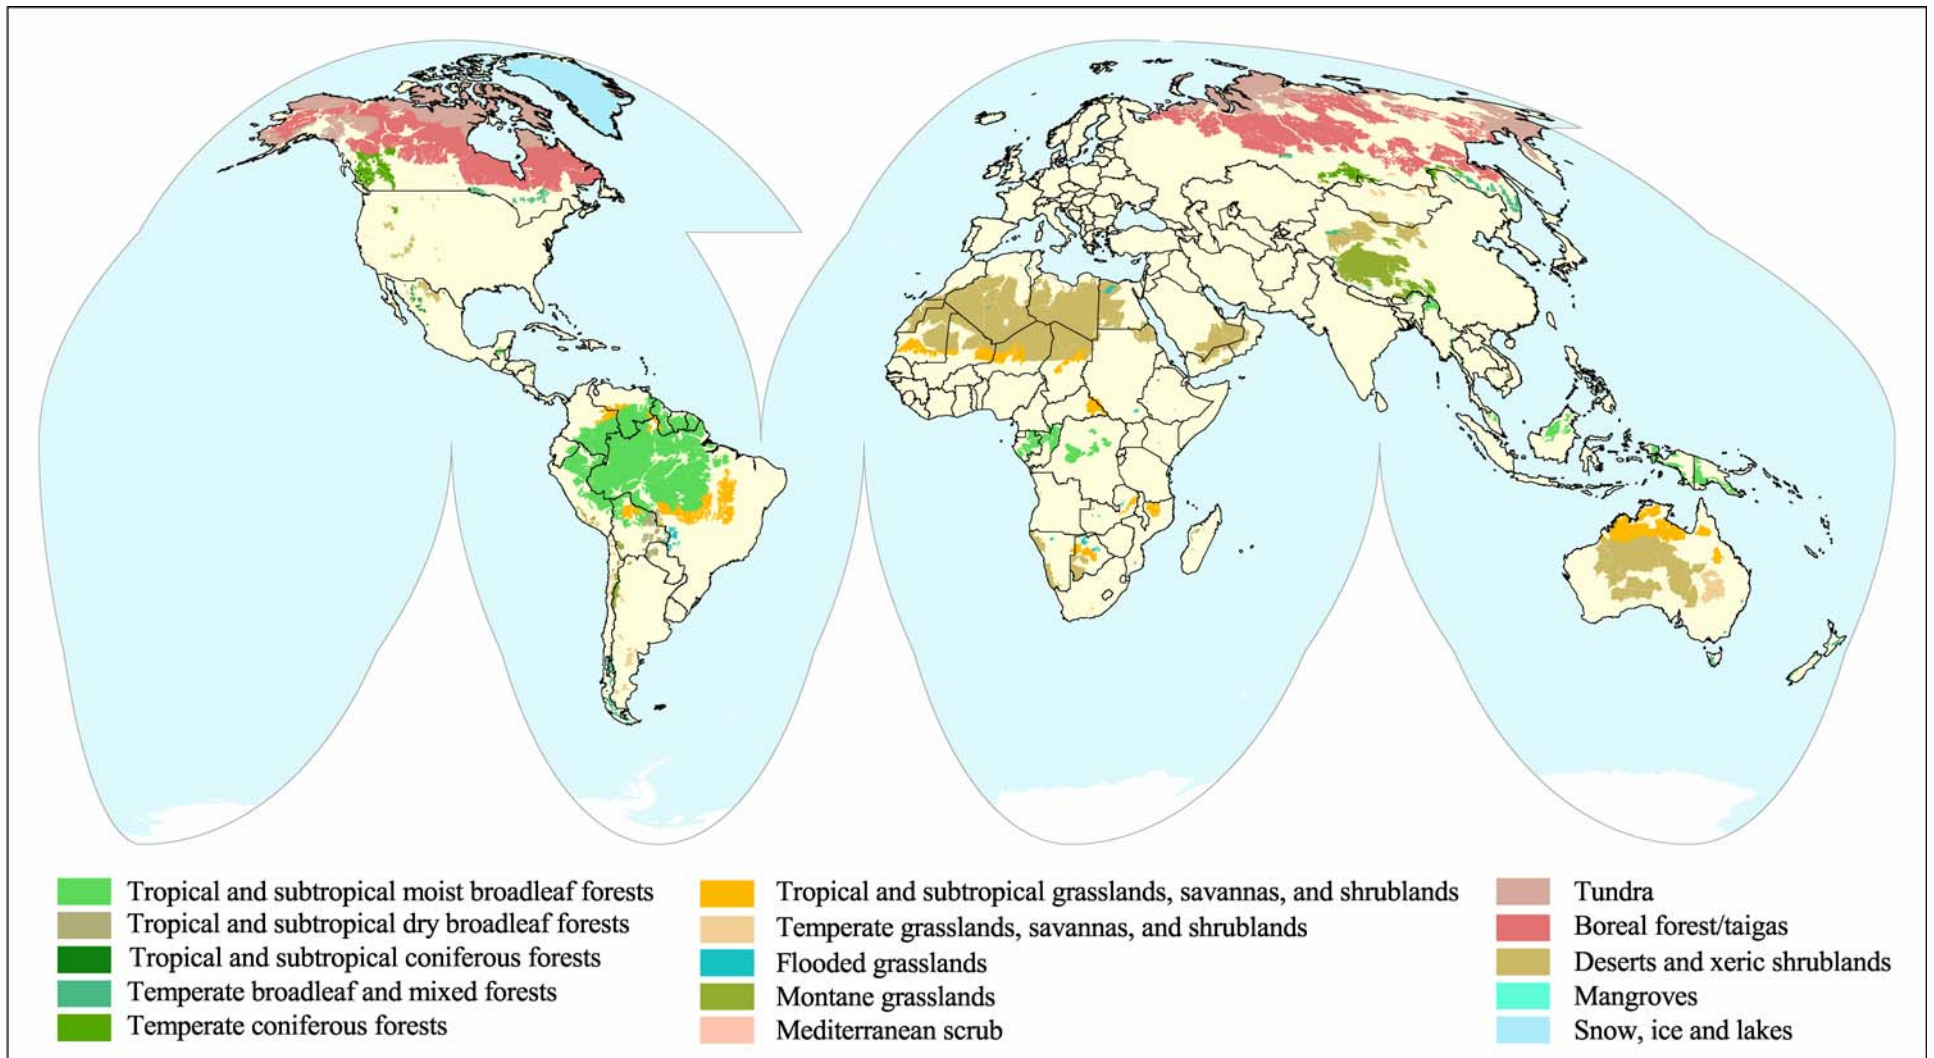 Tropical and subtropical moist broadleaf forests
Tropical and subtropical dry broadleaf forests
Tropical and subtropical coniferous forests
Temperate broadleaf and mixed forests
Temperate coniferous forests
Tropical and subtropical grasslands, savannas, and shrublands
Temperate grasslands, savannas, and shrublands
Flooded grasslands
Montane grasslands
Mediterranean scrub
Tundra
Boreal forest/taigas
Deserts and xeric shrublands
Mangroves
Snow, ice and lakes